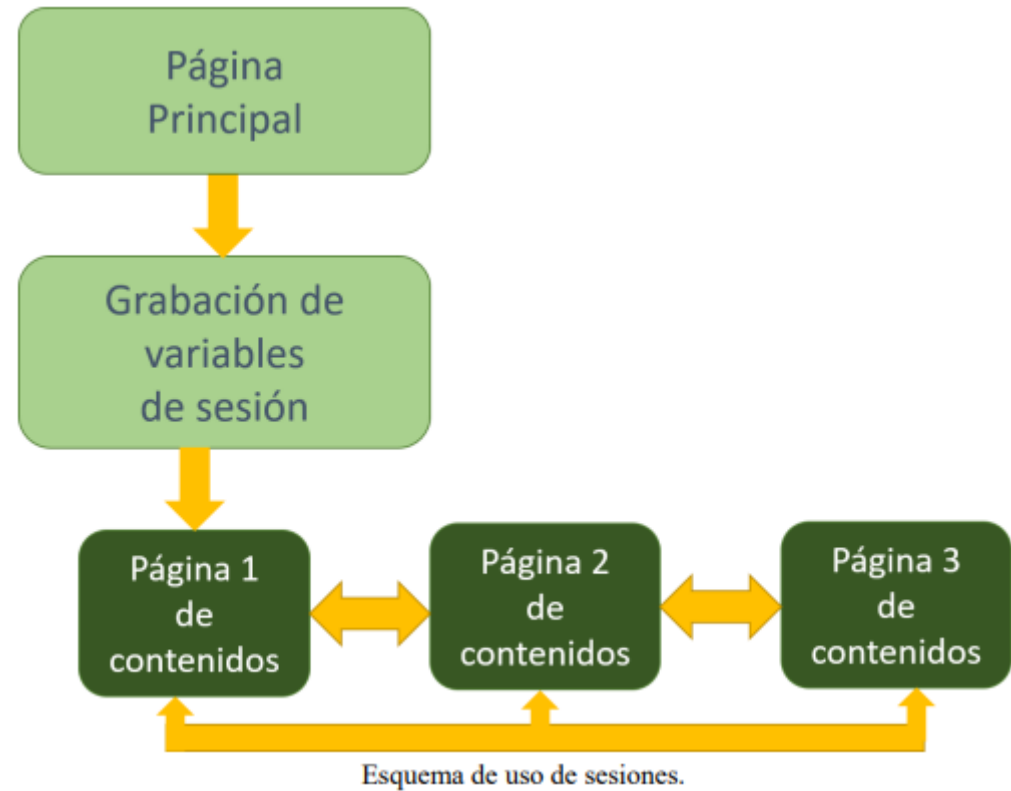 Página
Principal
Grabación de
variables
de sesión
Página 1
de
contenidos
Página 2
de
contenidos
Página 3
de
contenidos
Esquema de uso de sesiones.